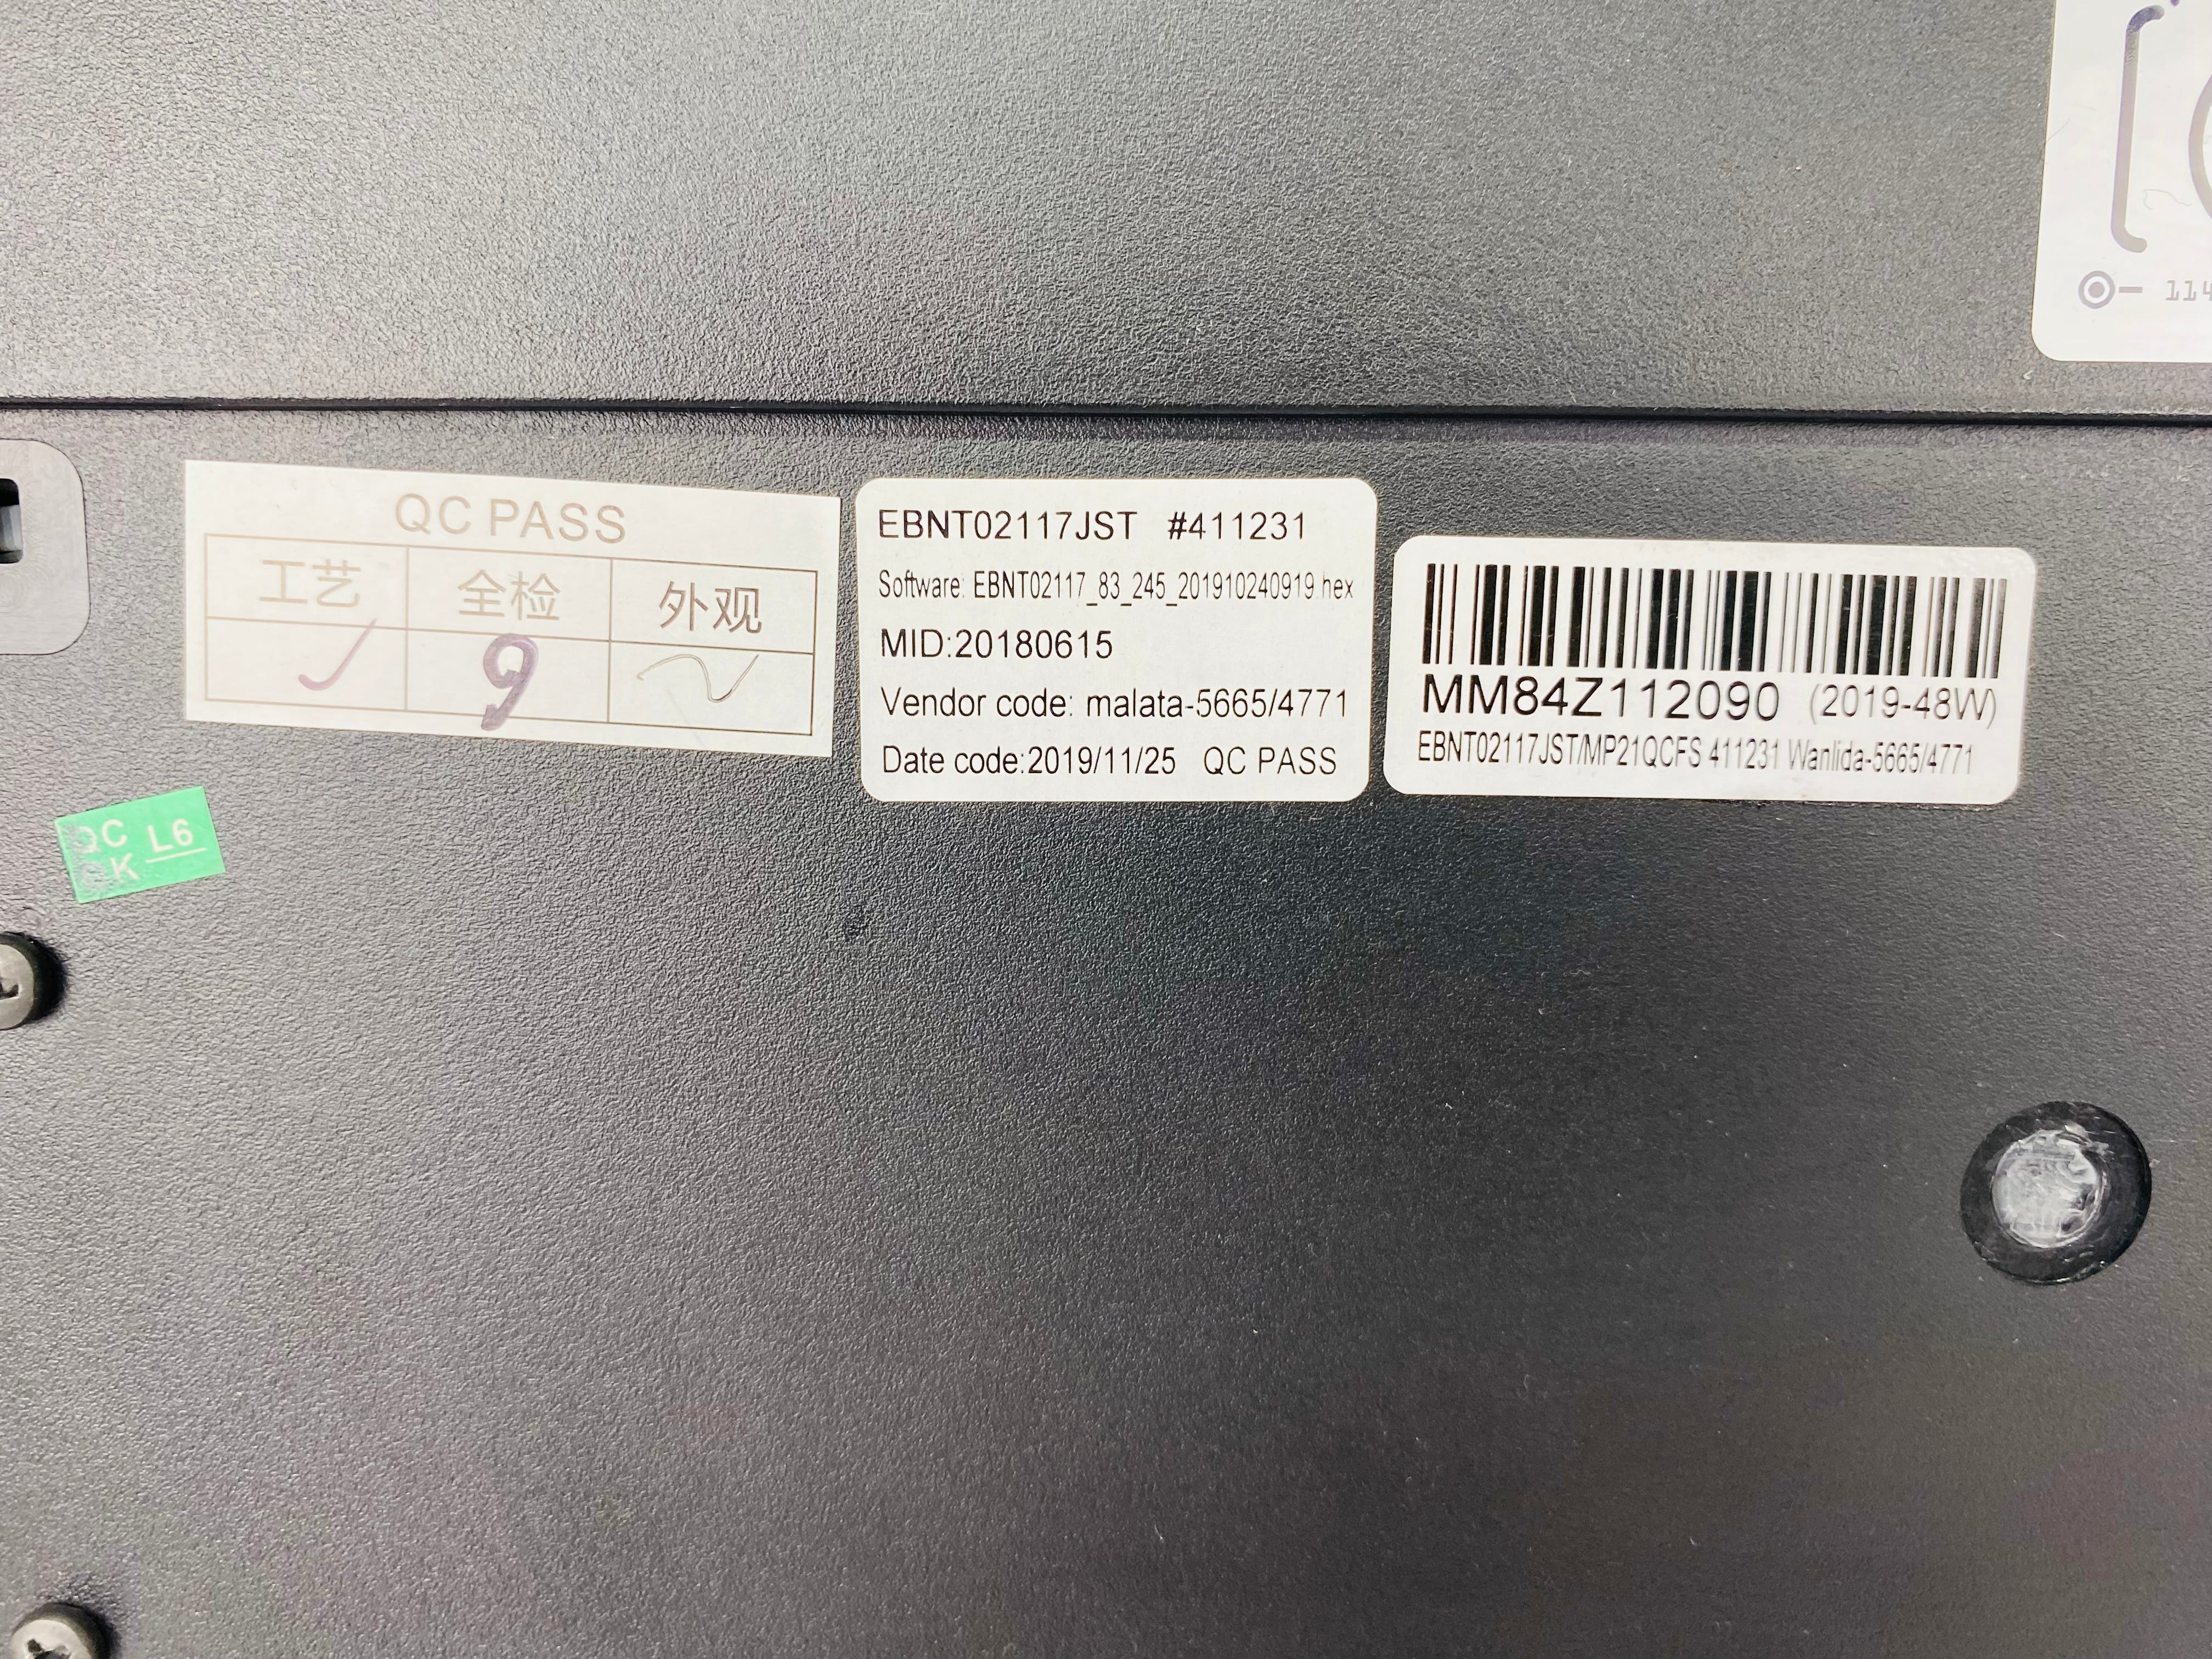 114
QC PASS
工艺 全检 外观
9
EBNT02117JST #411231
Software: EBNT02117_83_245_201910240919.hex
MID:20180615
Vendor code: malata-5665/4771
Date code:2019/11/25 QC PASS
MM84Z112090 (2019-48W)
EBNT02117JST/MP21QCFS 411231 Wanlida-5665/4771
QC L6
K